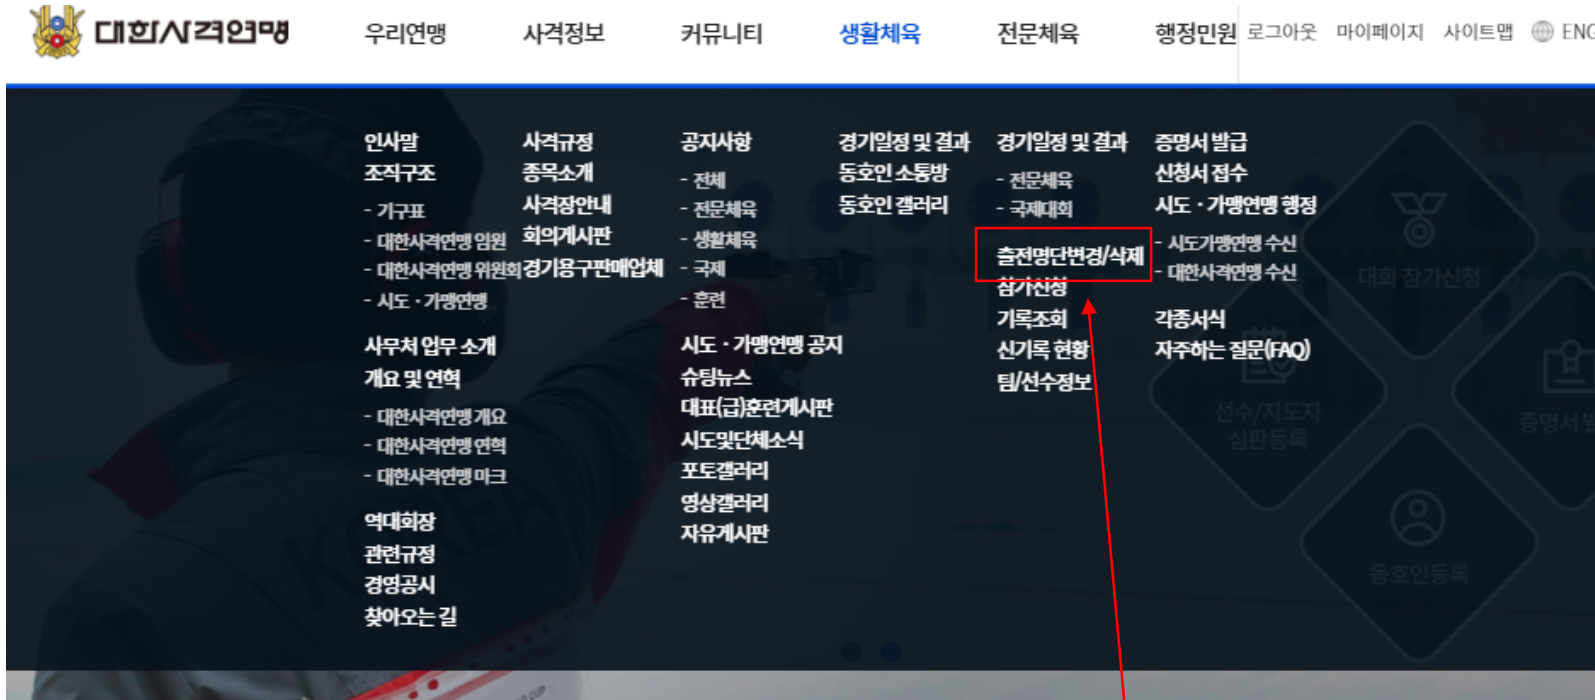 대한사격연맹
우리연맹
사격정보
커뮤니티
생활체육
전문체육
행정민원
로그아웃
마이페이지
사이트맵
ENG
인사말
조직구조
- 기구표
- 대한사격연맹 임원
- 대한사격연맹 위원회
- 시도 · 가맹연맹
사무처 업무 소개
개요 및 연혁
- 대한사격연맹 개요
- 대한사격연맹 연혁
- 대한사격연맹 마크
역대회장
관련규정
경영공시
찾아오는 길
사격규정
종목소개
사격장안내
회의게시판
경기용구판매업체
공지사항
- 전체
- 전문체육
- 생활체육
- 국제
- 훈련
시도 · 가맹연맹 공지
슈팅뉴스
대표(급)훈련게시판
시도및단체소식
포토갤러리
영상갤러리
자유게시판
경기일정 및 결과
동호인 소통방
동호인 갤러리
경기일정 및 결과
- 전문체육
- 국제대회
출전명단변경/삭제
참가신청
기록조회
신기록 현황
팀/선수정보
증명서 발급
신청서 접수
시도 · 가맹연맹 행정
- 시도가맹연맹 수신
- 대한사격연맹 수신
각종서식
자주하는 질문(FAQ)
대회 참가신청
선수/지도자
심판등록
증명서
동호인등록
KOREA
CUP